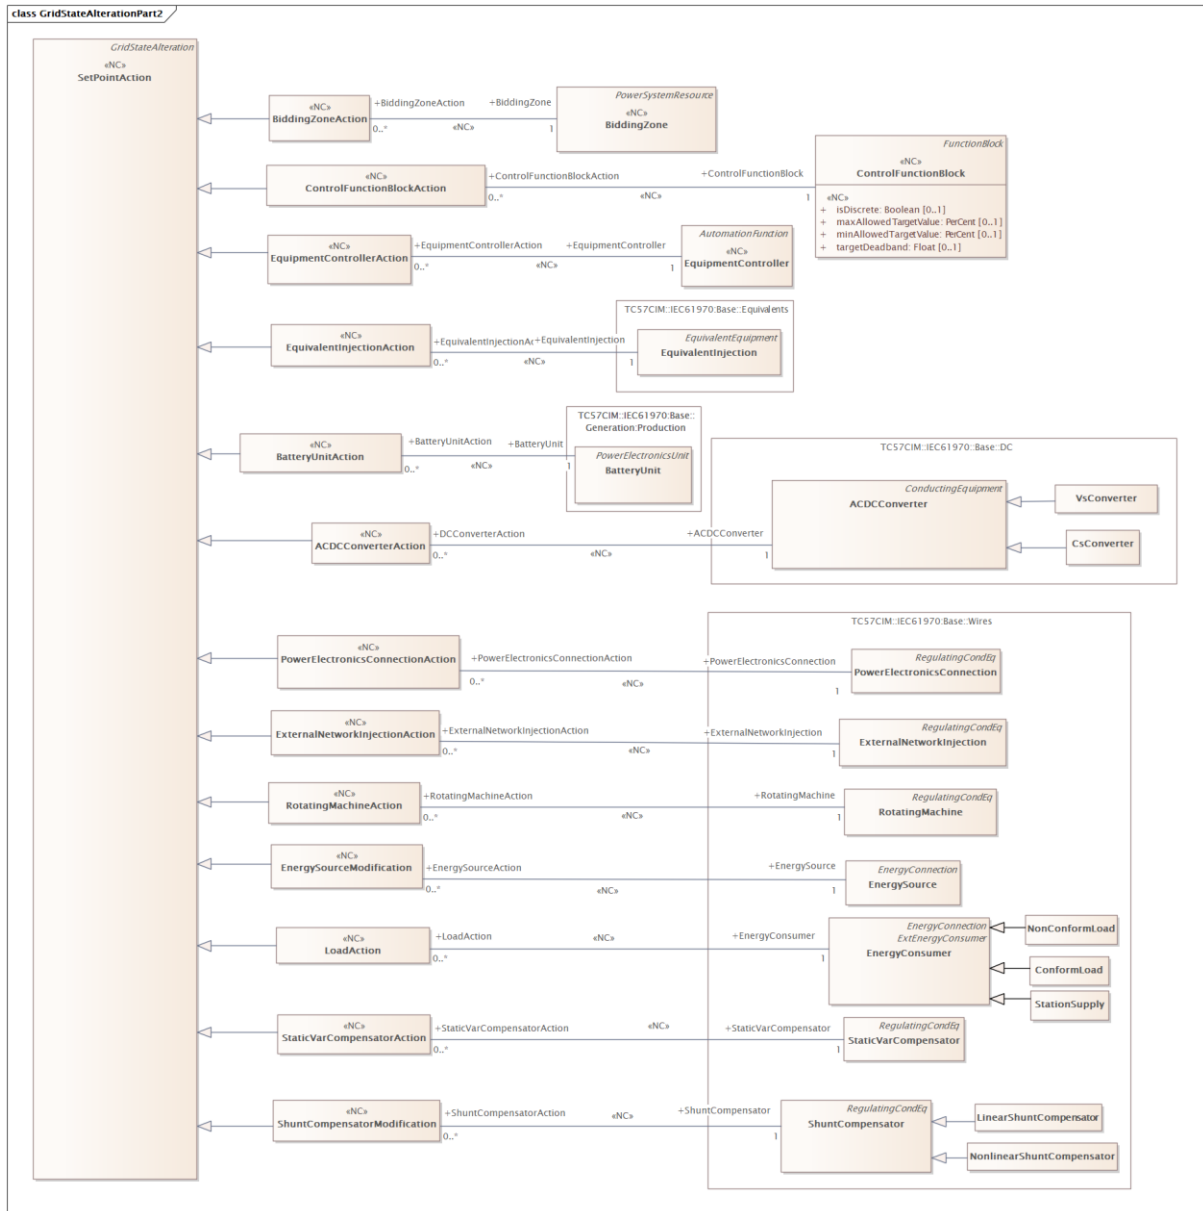 class GridStateAlterationPart2
GridStateAlteration
«NC»
SetPointAction
«NC»
BiddingZoneAction
+BiddingZoneAction
+BiddingZone
0..*
«NC»
1
PowerSystemResource
«NC»
BiddingZone
«NC»
ControlFunctionBlockAction
+ControlFunctionBlockAction
+ControlFunctionBlock
0..*
«NC»
1
FunctionBlock
«NC»
ControlFunctionBlock
«NC»
+ isDiscrete: Boolean [0..1]
+ maxAllowedTargetValue: PerCent [0..1]
+ minAllowedTargetValue: PerCent [0..1]
+ targetDeadband: Float [0..1]
«NC»
EquipmentControllerAction
+EquipmentControllerAction
+EquipmentController
0..*
«NC»
1
AutomationFunction
«NC»
EquipmentController
«NC»
EquivalentInjectionAction
+EquivalentInjectionAc
+EquivalentInjection
0..*
«NC»
1
TC57CIM::IEC61970::Base::Equivalents
EquivalentEquipment
EquivalentInjection
«NC»
BatteryUnitAction
+BatteryUnitAction
+BatteryUnit
0..*
«NC»
1
TC57CIM::IEC61970:Base::
Generation:Production
PowerElectronicsUnit
BatteryUnit
«NC»
ACDCConverterAction
+DCConverterAction
+ACDCConverter
0..*
«NC»
1
TC57CIM::IEC61970::Base::DC
ConductingEquipment
ACDCConverter
VsConverter
CsConverter
TC57CIM::IEC61970:Base::Wires
«NC»
PowerElectronicsConnectionAction
+PowerElectronicsConnectionAction
+PowerElectronicsConnection
0..*
«NC»
1
RegulatingCondEq
PowerElectronicsConnection
«NC»
ExternalNetworkInjectionAction
+ExternalNetworkInjectionAction
+ExternalNetworkInjection
0..*
«NC»
1
RegulatingCondEq
ExternalNetworkInjection
«NC»
RotatingMachineAction
+RotatingMachineAction
+RotatingMachine
0..*
«NC»
1
RegulatingCondEq
RotatingMachine
«NC»
EnergySourceModification
+EnergySourceAction
+EnergySource
0..*
«NC»
1
EnergyConnection
EnergySource
«NC»
LoadAction
+LoadAction
«NC»
+EnergyConsumer
0..*
1
EnergyConnection
ExtEnergyConsumer
EnergyConsumer
NonConformLoad
ConformLoad
StationSupply
«NC»
StaticVarCompensatorAction
+StaticVarCompensatorAction
«NC»
+StaticVarCompensator
0..*
1
RegulatingCondEq
StaticVarCompensator
«NC»
ShuntCompensatorModification
+ShuntCompensatorAction
«NC»
+ShuntCompensator
0..*
1
RegulatingCondEq
ShuntCompensator
LinearShuntCompensator
NonlinearShuntCompensator